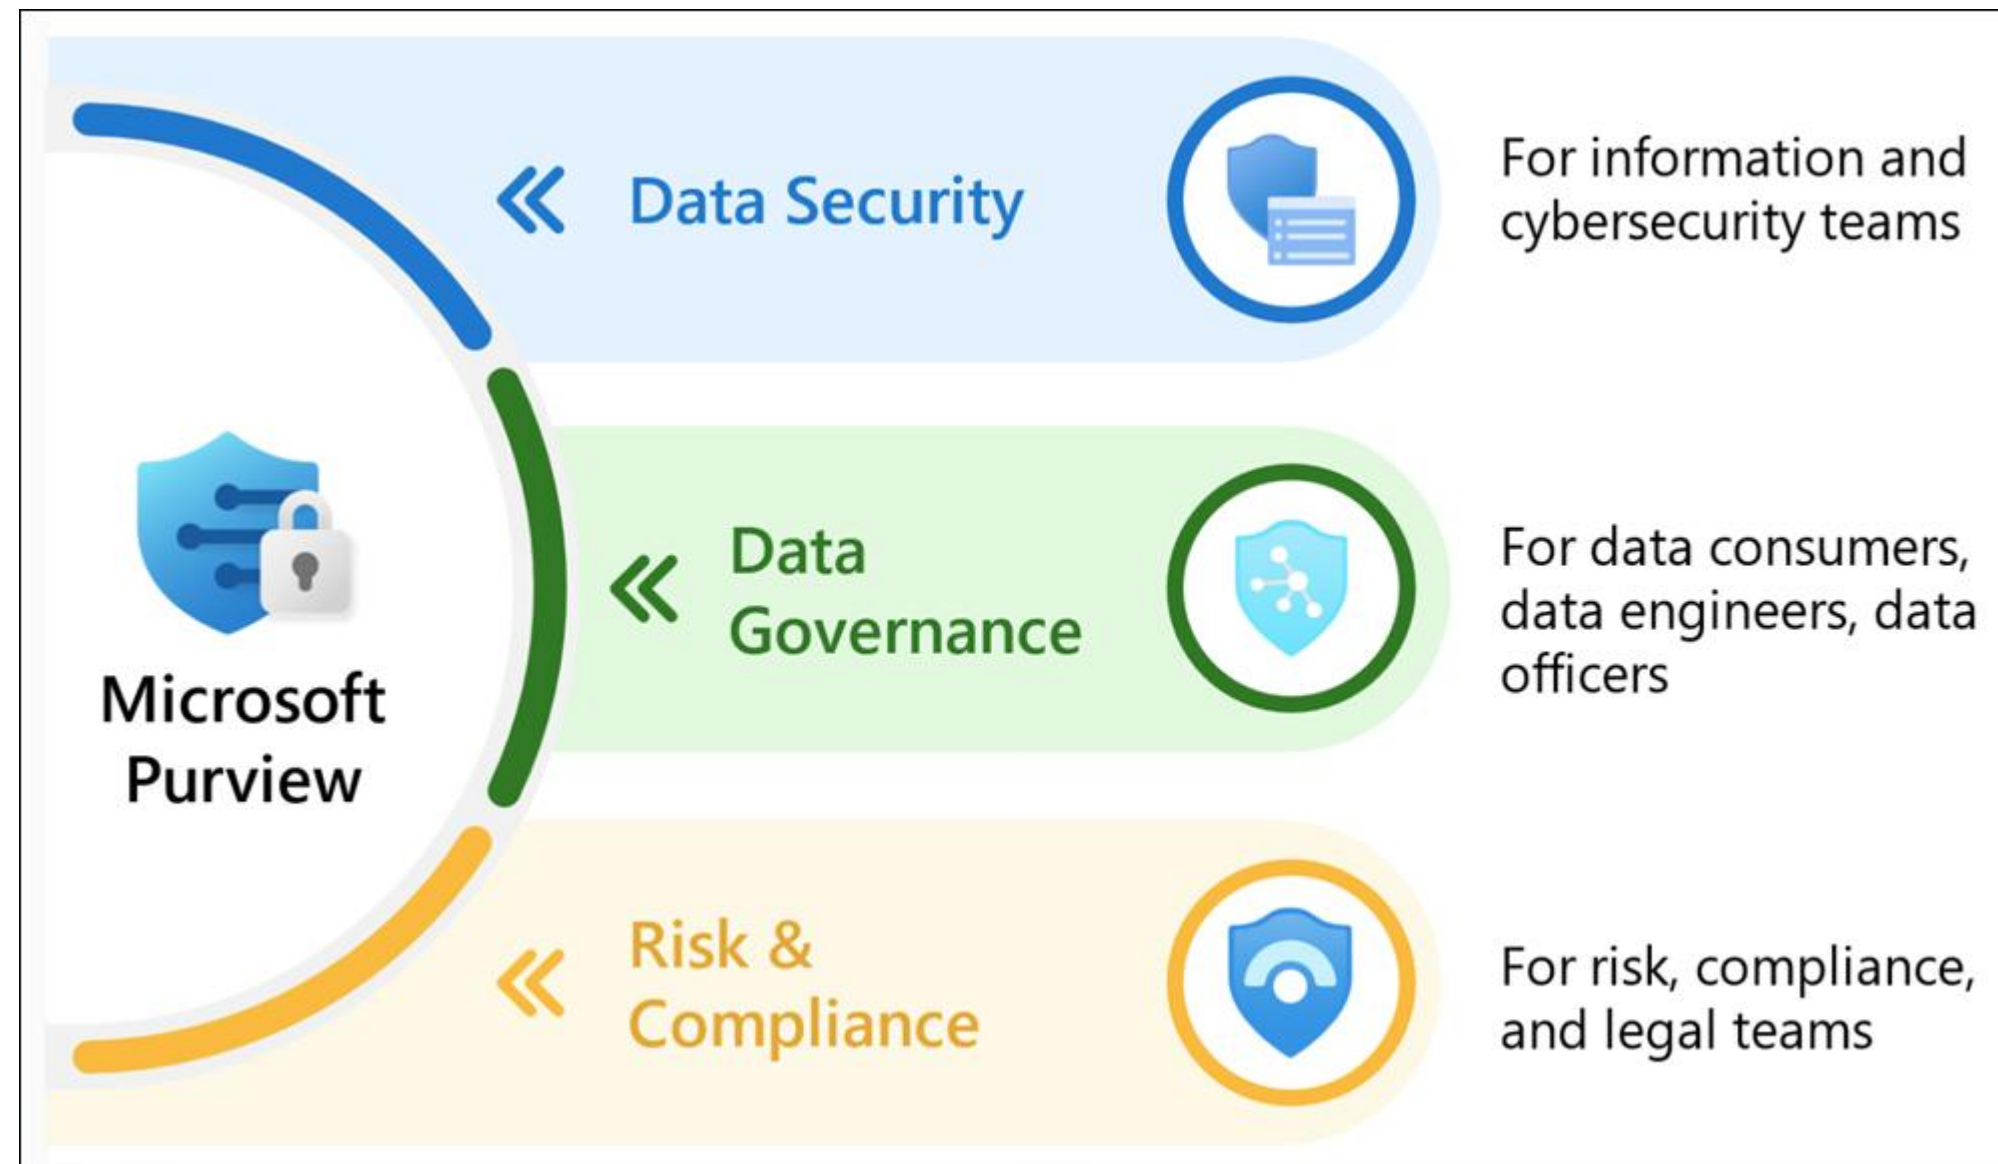 Data Security
For information and
cybersecurity teams
Microsoft
Purview
Data
Governance
For data consumers,
data engineers, data
officers
Risk &
Compliance
For risk, compliance,
and legal teams